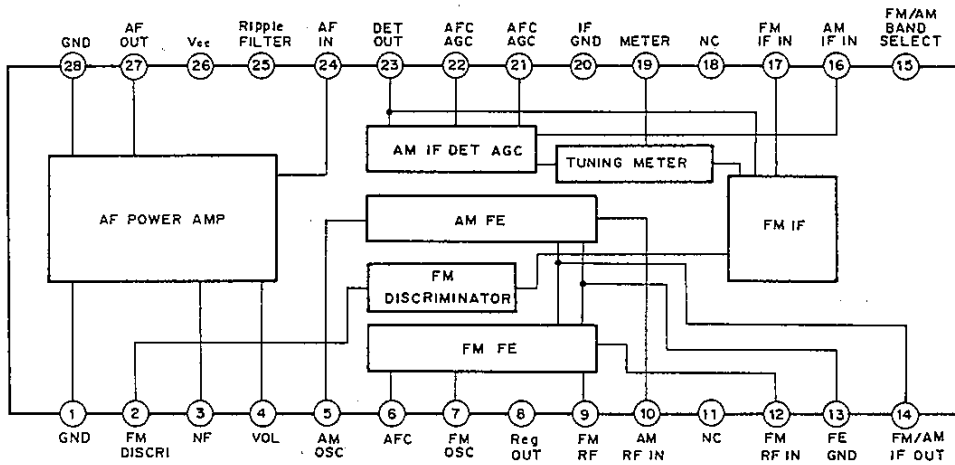 GND
AF OUT
Vcc
Ripple FILTER
AF IN
DET OUT
AFC AGC
AFC AGC
IF GND
METER
NC
FM IF IN
AM IF IN
FM/AM BAND SELECT
28
27
26
25
24
23
22
21
20
19
18
17
16
15
AM IF DET AGC
TUNING METER
AF POWER AMP
AM FE
FM IF
FM DISCRIMINATOR
FM FE
1
2
3
4
5
6
7
8
9
10
11
12
13
14
GND
FM DISCRI
NF
VOL
AM OSC
AFC
FM OSC
Reg OUT
FM RF
AM RF IN
NC
FM RF IN
FE GND
FM/AM IF OUT